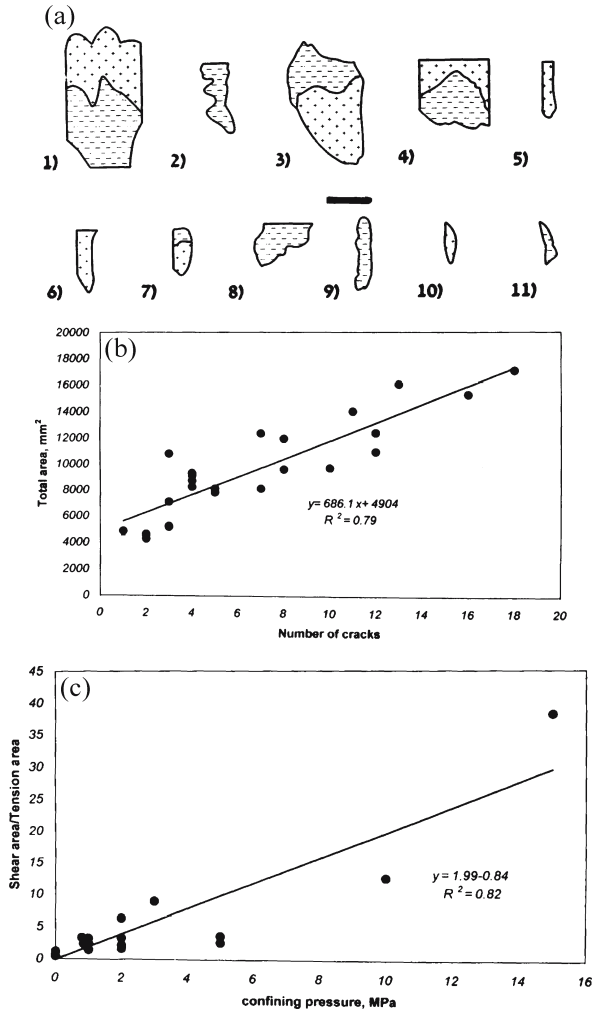 (a)
1) 2) 3) 4) 5)
6) 7) 8) 9) 10) 11)
(b)
20000
18000
16000
14000
12000
10000
8000
6000
4000
2000
0
Total area, mm²
y= 686.1 x+ 4904
R² = 0.79
0 2 4 6 8 10 12 14 16 18 20
Number of cracks
(c)
45
40
35
30
25
20
15
10
5
0
Shear area/Tension area
y = 1.99-0.84
R² = 0.82
0 2 4 6 8 10 12 14 16
confining pressure, MPa